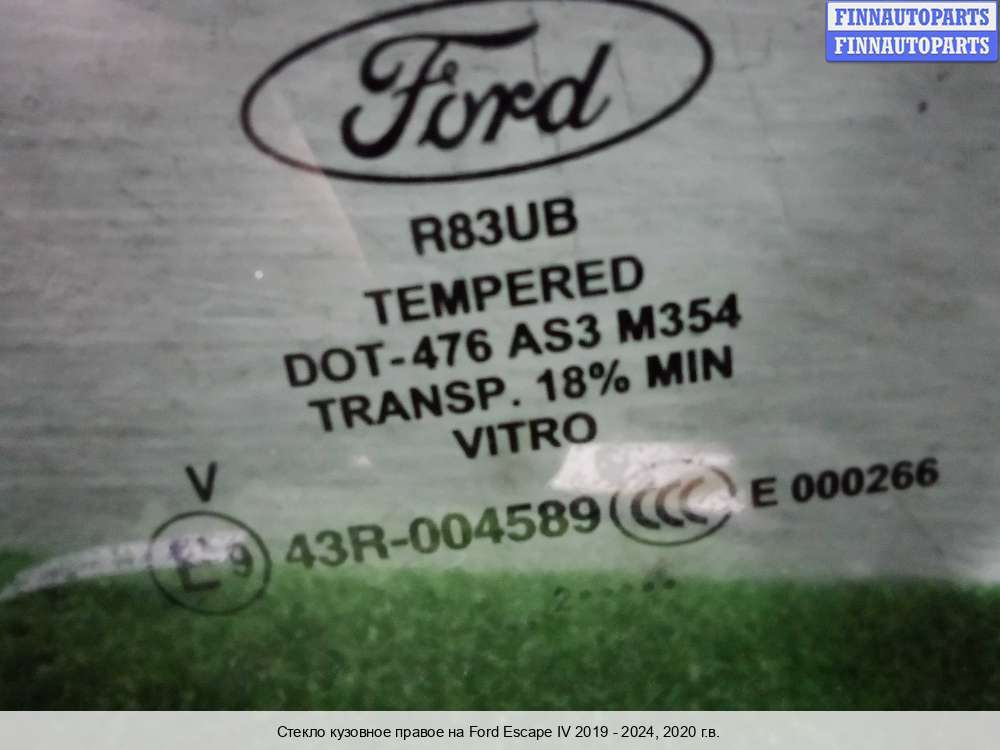 FINNAUTOPARTS
FINNAUTOPARTS
Ford
R83UB
TEMPERED
DOT-476 AS3 M354
TRANSP. 18% MIN
VITRO
V
E9 43R-004589 CCC E 000266
2······
Стекло кузовное правое на Ford Escape IV 2019 - 2024, 2020 г.в.